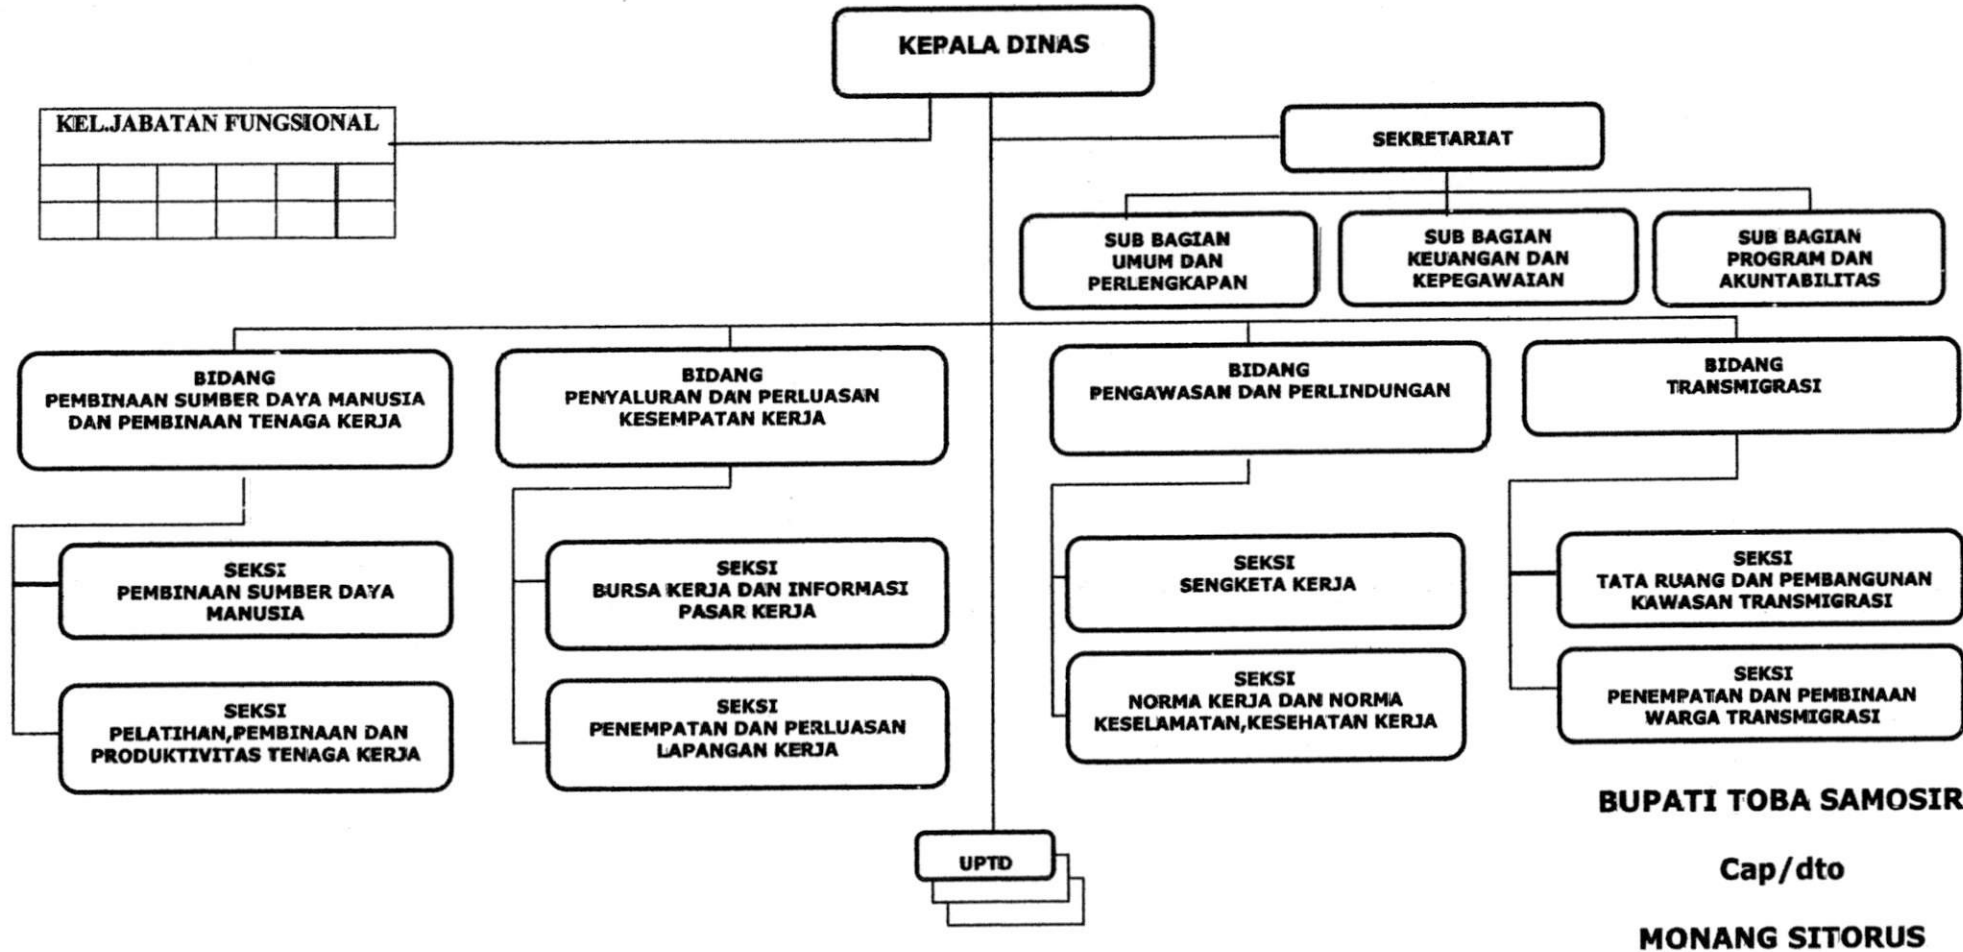 KEPALA DINAS
KEL.JABATAN FUNGSIONAL
SEKRETARIAT
SUB BAGIAN
UMUM DAN
PERLENGKAPAN
SUB BAGIAN
KEUANGAN DAN
KEPEGAWAIAN
SUB BAGIAN
PROGRAM DAN
AKUNTABILITAS
BIDANG
PEMBINAAN SUMBER DAYA MANUSIA
DAN PEMBINAAN TENAGA KERJA
BIDANG
PENYALURAN DAN PERLUASAN
KESEMPATAN KERJA
BIDANG
PENGAWASAN DAN PERLINDUNGAN
BIDANG
TRANSMIGRASI
SEKSI
PEMBINAAN SUMBER DAYA
MANUSIA
SEKSI
BURSA KERJA DAN INFORMASI
PASAR KERJA
SEKSI
SENGKETA KERJA
SEKSI
TATA RUANG DAN PEMBANGUNAN
KAWASAN TRANSMIGRASI
SEKSI
PELATIHAN,PEMBINAAN DAN
PRODUKTIVITAS TENAGA KERJA
SEKSI
PENEMPATAN DAN PERLUASAN
LAPANGAN KERJA
SEKSI
NORMA KERJA DAN NORMA
KESELAMATAN,KESEHATAN KERJA
SEKSI
PENEMPATAN DAN PEMBINAAN
WARGA TRANSMIGRASI
UPTD
BUPATI TOBA SAMOSIR
Cap/dto
MONANG SITORUS